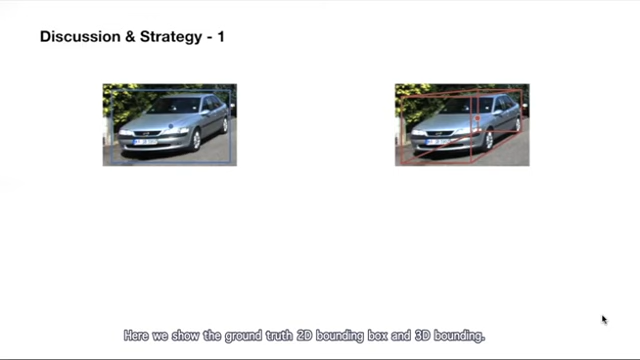 Discussion & Strategy - 1
Here we show the ground truth 2D bounding box and 3D bounding.